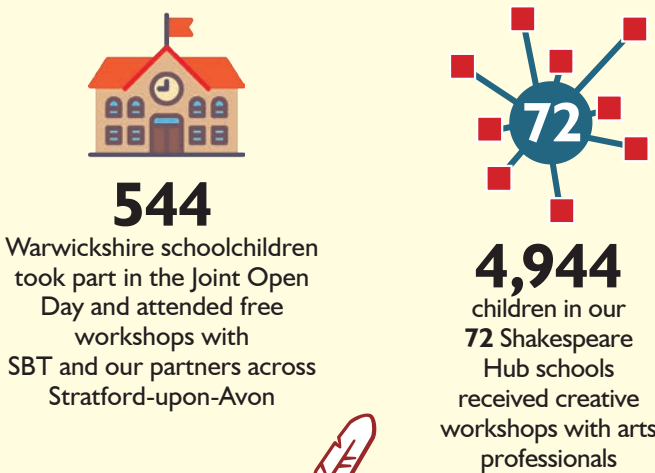 544
Warwickshire schoolchildren
took part in the Joint Open
Day and attended free
workshops with
SBT and our partners across
Stratford-upon-Avon
72
4,944
children in our
72 Shakespeare
Hub schools
received creative
workshops with arts
professionals